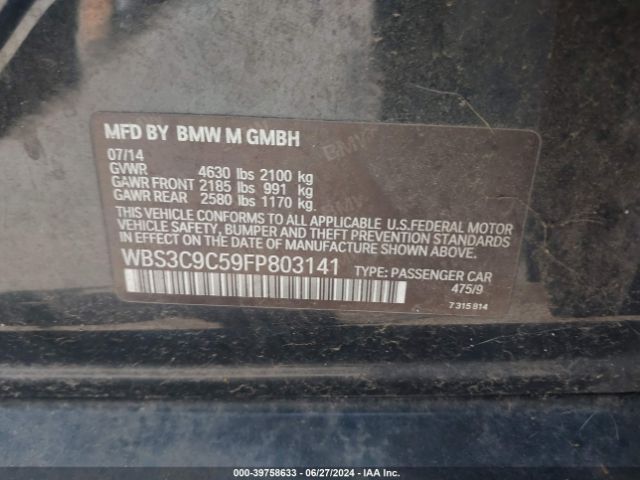 MFD BY BMW M GMBH
07/14
GVWR 4630 lbs 2100 kg
GAWR FRONT 2185 lbs 991 kg
GAWR REAR 2580 lbs 1170 kg.
THIS VEHICLE CONFORMS TO ALL APPLICABLE U.S.FEDERAL MOTOR
VEHICLE SAFETY, BUMPER AND THEFT PREVENTION STANDARDS
IN EFFECT ON THE DATE OF MANUFACTURE SHOWN ABOVE.
WBS3C9C59FP803141 TYPE: PASSENGER CAR
475/9
7 315 814
000-39758633 - 06/27/2024 - IAA Inc.